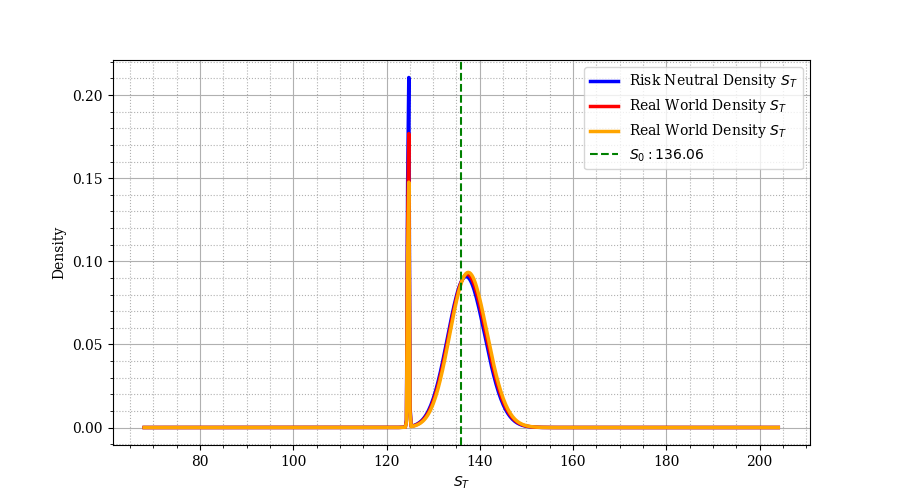 Risk Neutral Density S_T
Real World Density S_T
Real World Density S_T
S_0 : 136.06
0.20
0.15
0.10
0.05
0.00
Density
80 100 120 140 160 180 200
S_T